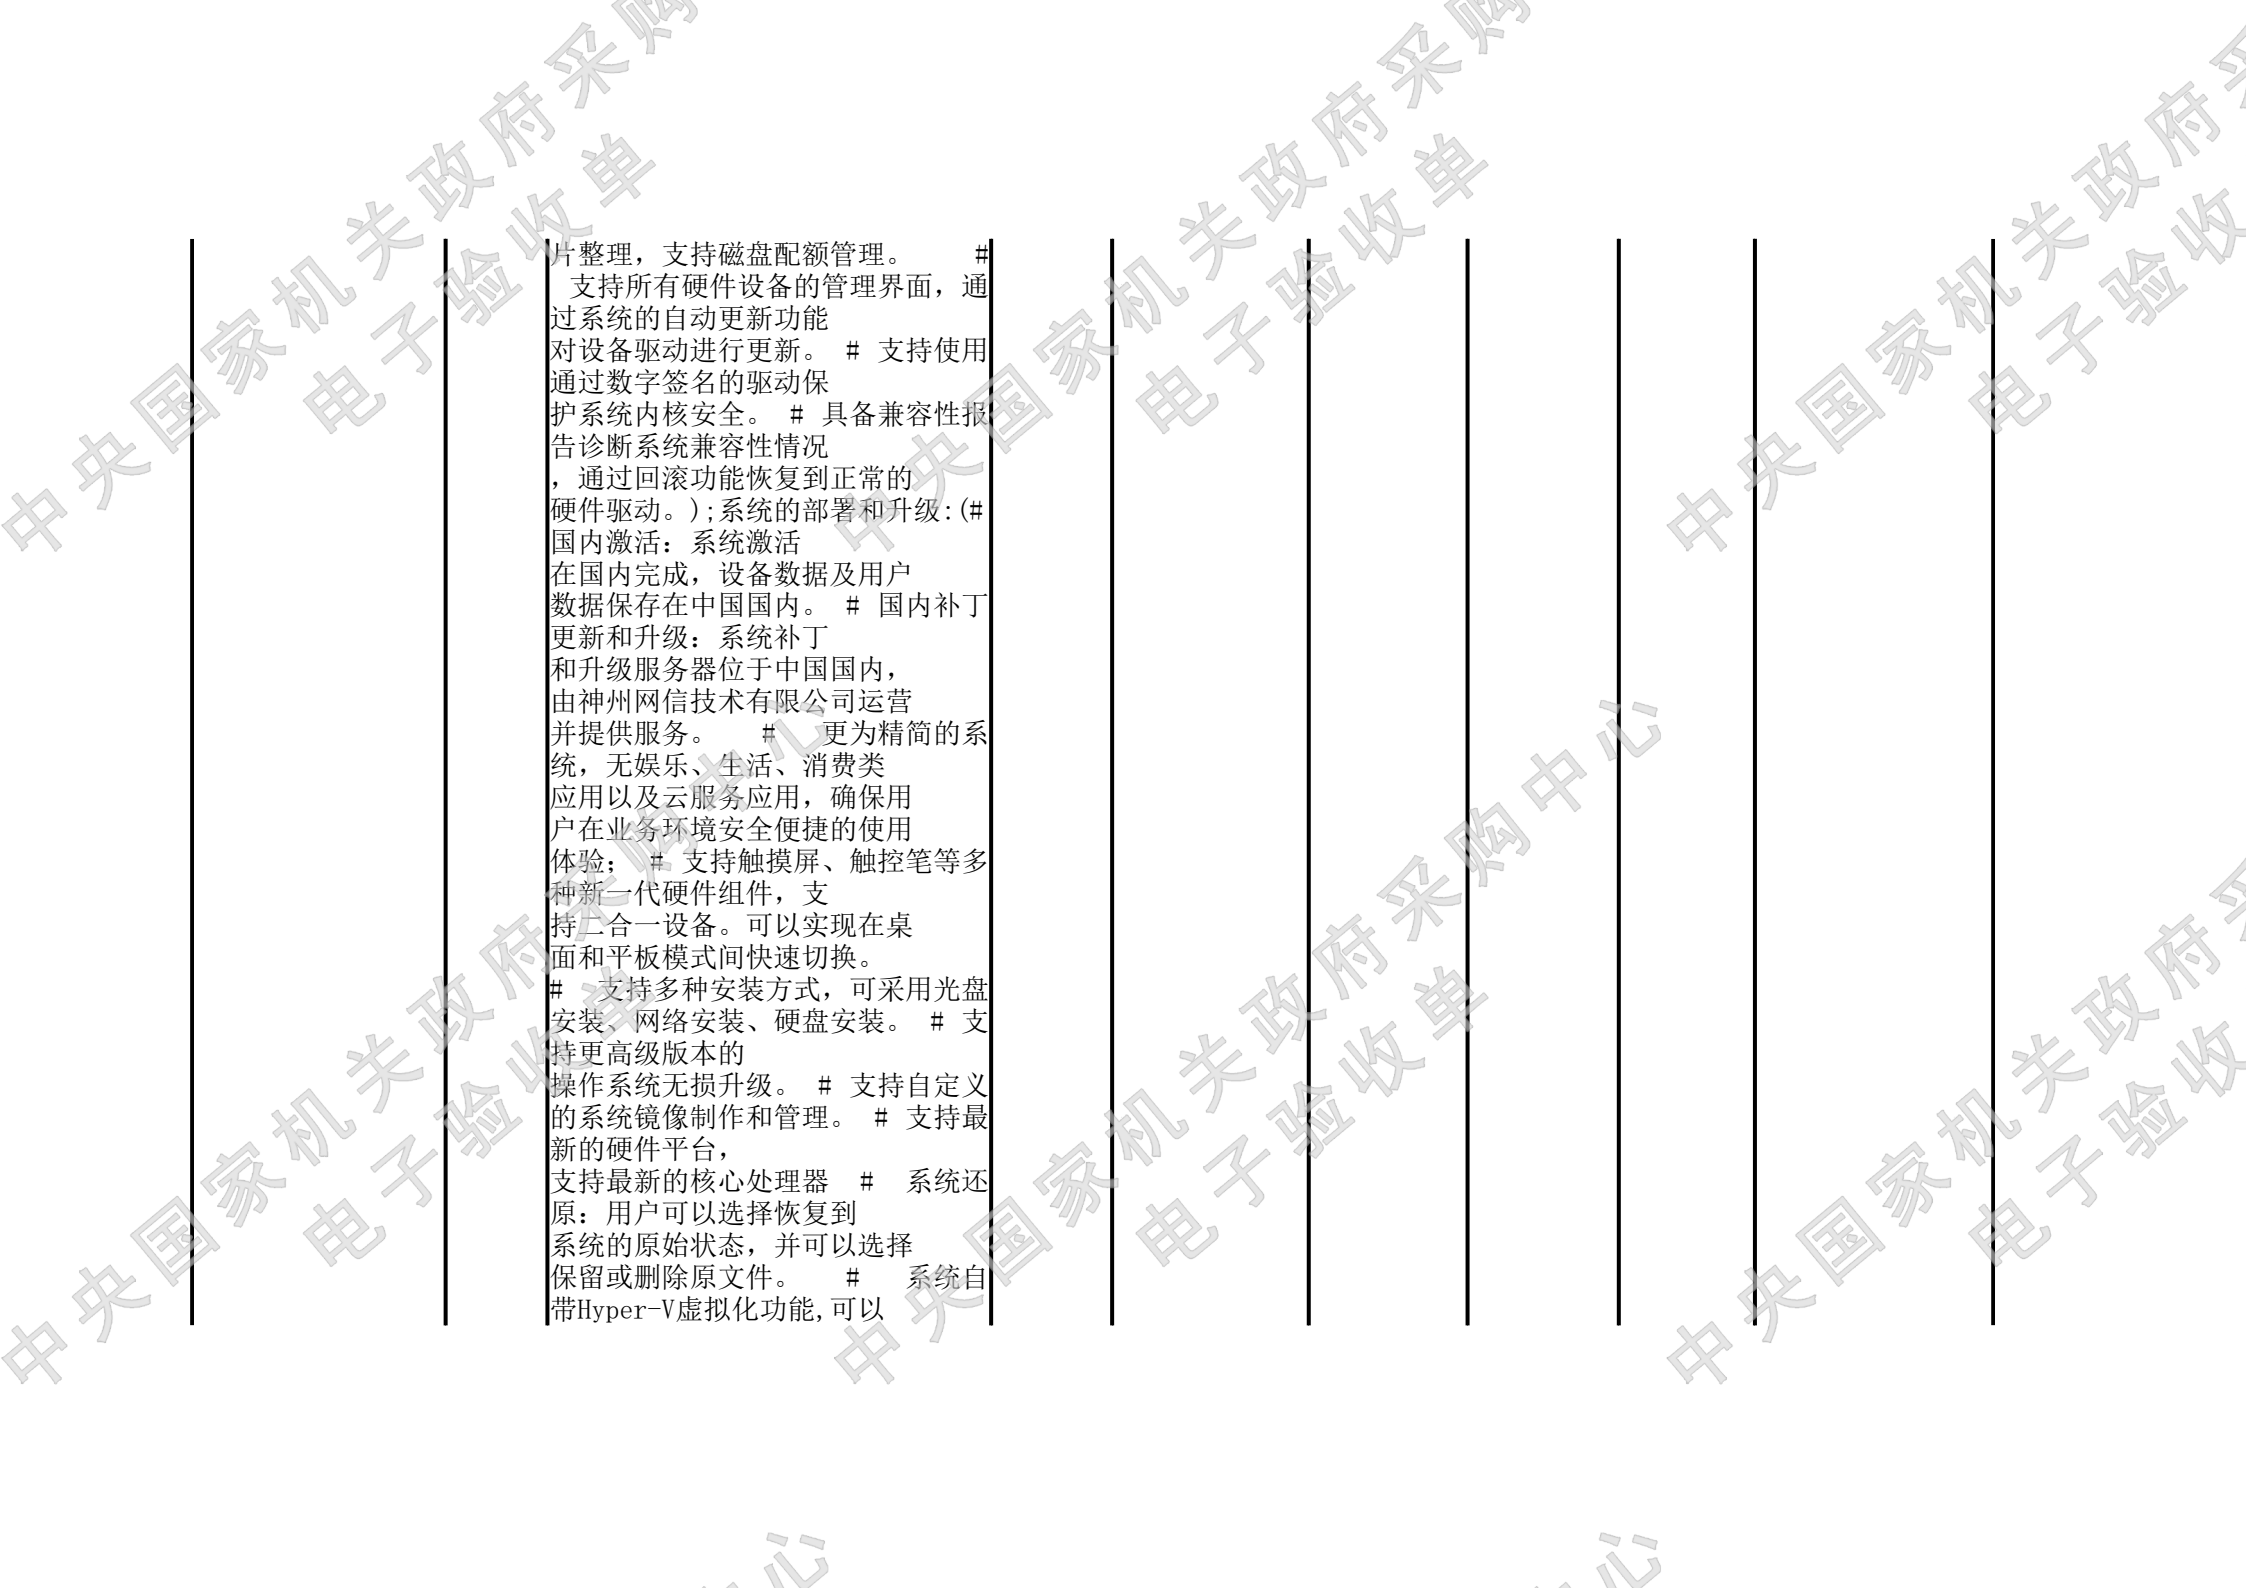 片整理，支持磁盘配额管理。 #
支持所有硬件设备的管理界面，通
过系统的自动更新功能
对设备驱动进行更新。 # 支持使用
通过数字签名的驱动保
护系统内核安全。 # 具备兼容性报
告诊断系统兼容性情况
，通过回滚功能恢复到正常的
硬件驱动。);系统的部署和升级:(#
国内激活：系统激活
在国内完成，设备数据及用户
数据保存在中国国内。 # 国内补丁
更新和升级：系统补丁
和升级服务器位于中国国内，
由神州网信技术有限公司运营
并提供服务。 # 更为精简的系
统，无娱乐、生活、消费类
应用以及云服务应用，确保用
户在业务环境安全便捷的使用
体验； # 支持触摸屏、触控笔等多
种新一代硬件组件，支
持二合一设备。可以实现在桌
面和平板模式间快速切换。
# 支持多种安装方式，可采用光盘
安装、网络安装、硬盘安装。 # 支
持更高级版本的
操作系统无损升级。 # 支持自定义
的系统镜像制作和管理。 # 支持最
新的硬件平台，
支持最新的核心处理器 # 系统还
原：用户可以选择恢复到
系统的原始状态，并可以选择
保留或删除原文件。 # 系统自
带Hyper-V虚拟化功能,可以
中央国家机关政府采购中心
电子验收单